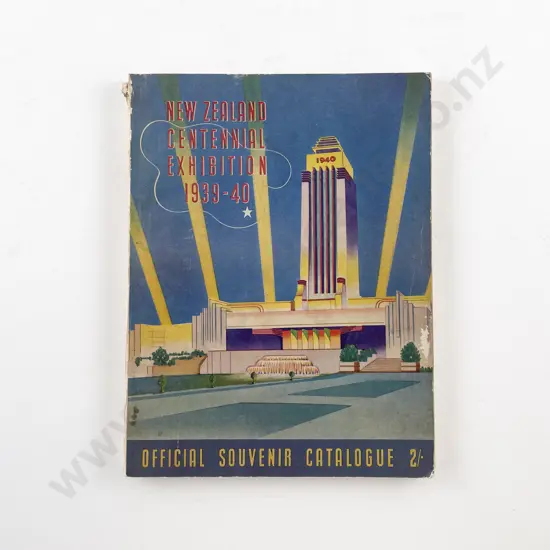 NEW ZEALAND
CENTENNIAL
EXHIBITION
1939-40
1940
OFFICIAL SOUVENIR CATALOGUE 2/-